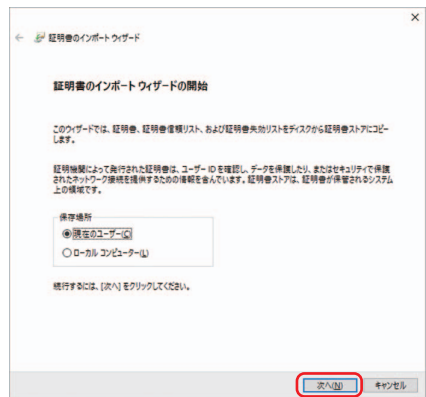 証明書のインポート ウィザード
証明書のインポート ウィザードの開始
このウィザードでは、証明書、証明書信頼リスト、および証明書失効リストをディスクから証明書ストアにコピー
します。
証明機関によって発行された証明書は、ユーザー ID を確認し、データを保護したり、またはセキュリティで保護
されたネットワーク接続を提供するための情報を含んでいます。証明書ストアは、証明書が保管されるシステム
上の領域です。
保存場所
現在のユーザー(C)
ローカル コンピューター(L)
続行するには、[次へ] をクリックしてください。
次へ(N) キャンセル